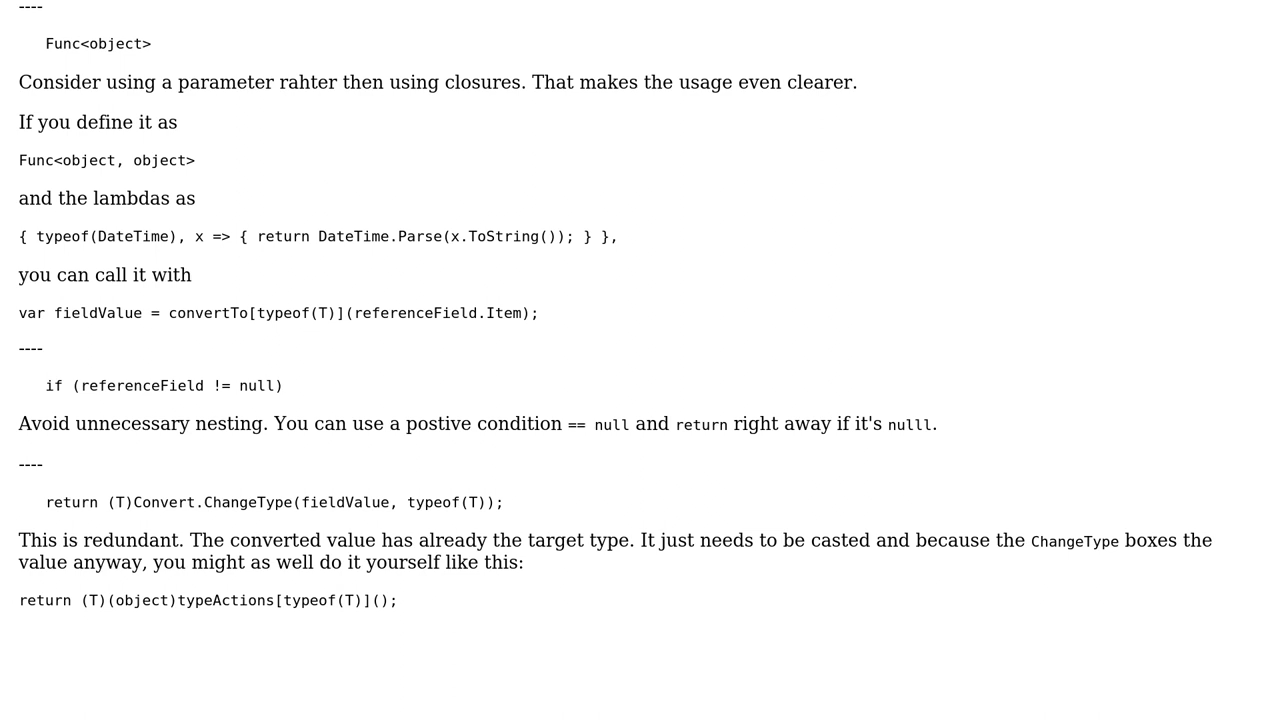 ----
Func<object>
Consider using a parameter rahter then using closures. That makes the usage even clearer.
If you define it as
Func<object, object>
and the lambdas as
{ typeof(DateTime), x => { return DateTime.Parse(x.ToString()); } },
you can call it with
var fieldValue = convertTo[typeof(T)](referenceField.Item);
----
if (referenceField != null)
Avoid unnecessary nesting. You can use a postive condition == null and return right away if it's nulll.
----
return (T)Convert.ChangeType(fieldValue, typeof(T));
This is redundant. The converted value has already the target type. It just needs to be casted and because the ChangeType boxes the
value anyway, you might as well do it yourself like this:
return (T)(object)typeActions[typeof(T)]();